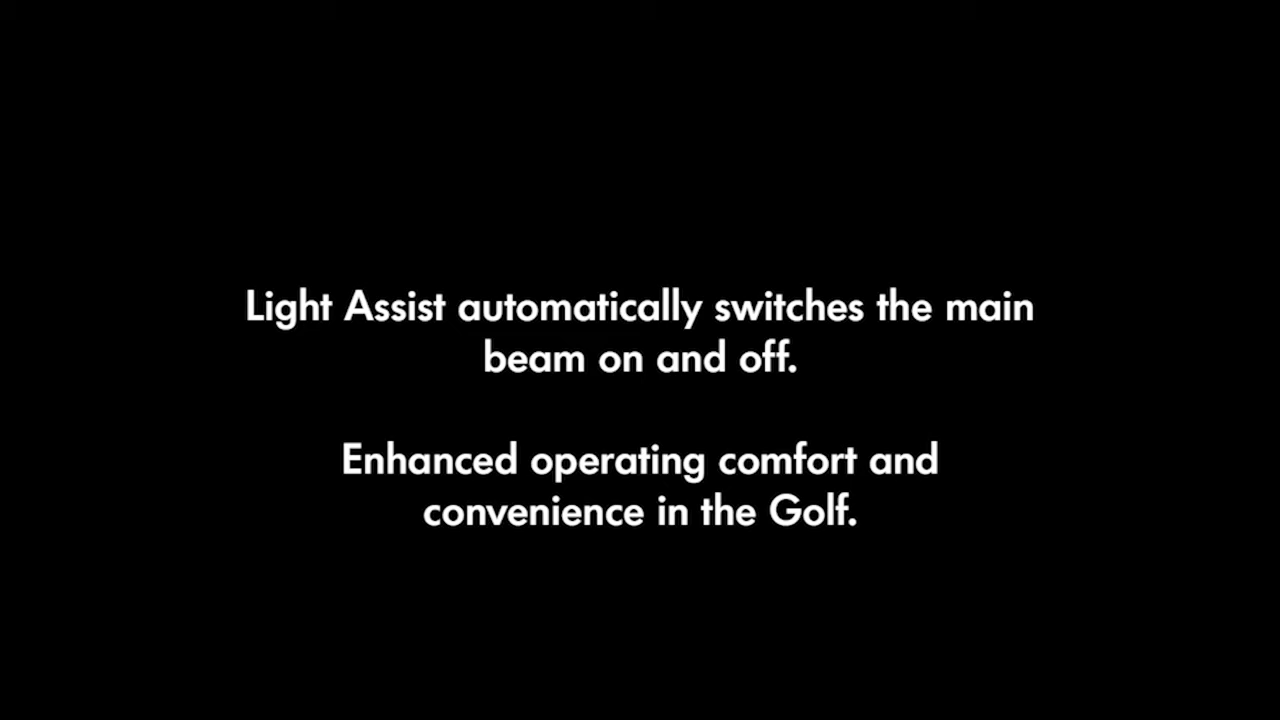 Light Assist automatically switches the main
beam on and off.
Enhanced operating comfort and
convenience in the Golf.